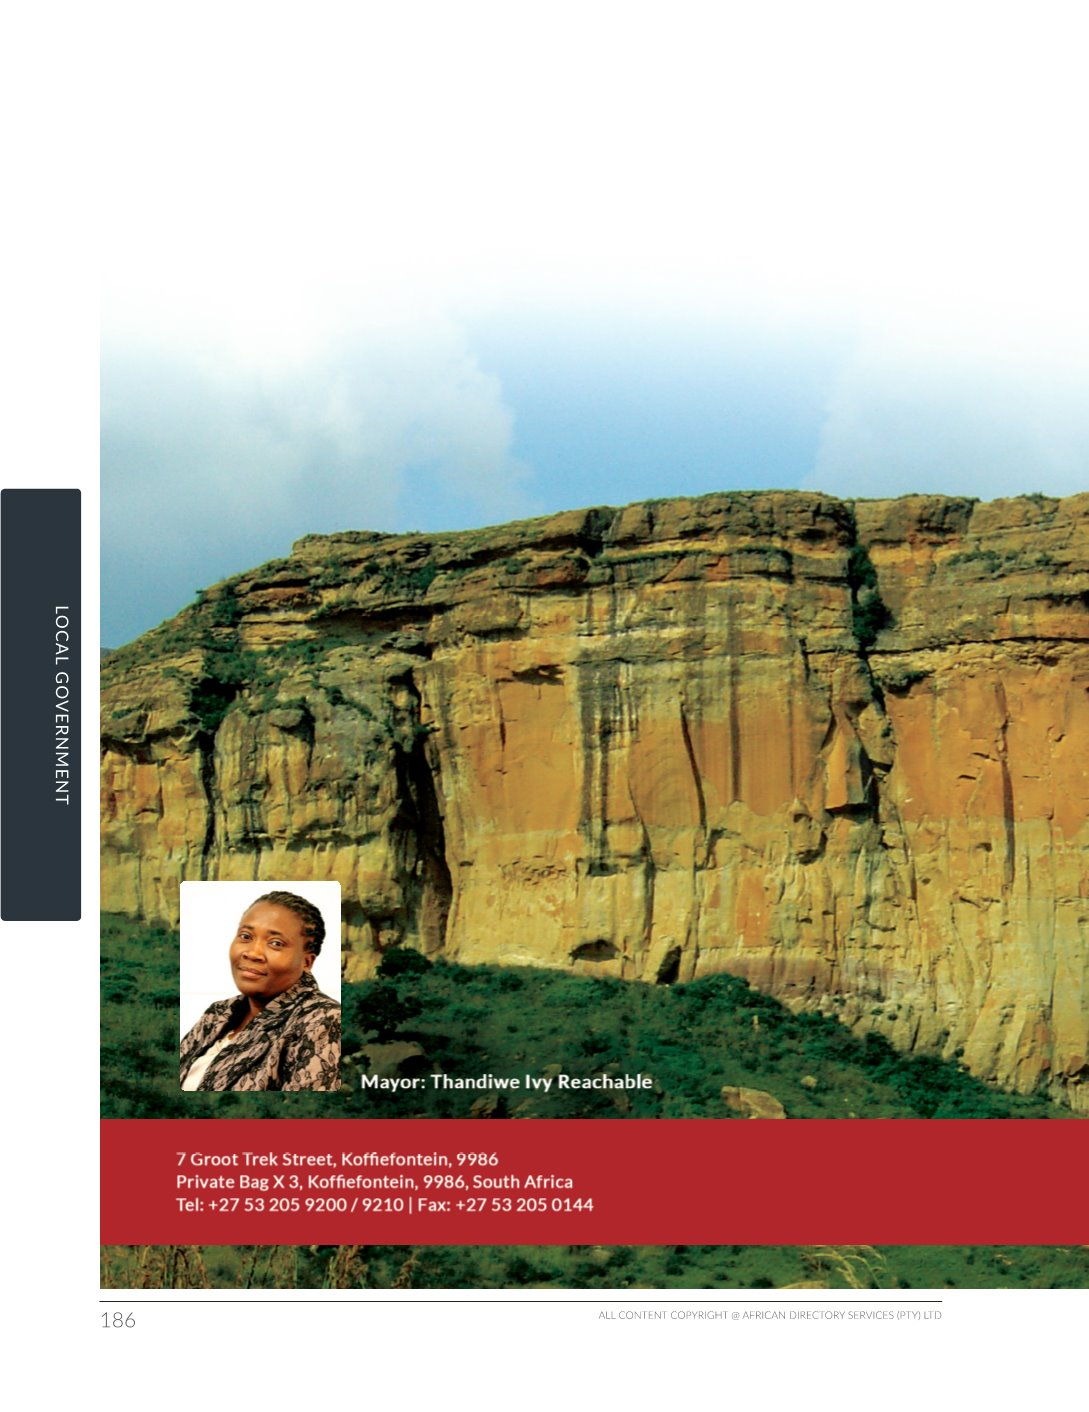 LOCAL GOVERNMENT
Mayor: Thandiwe Ivy Reachable
7 Groot Trek Street, Koffiefontein, 9986
Private Bag X 3, Koffiefontein, 9986, South Africa
Tel: +27 53 205 9200 / 9210 | Fax: +27 53 205 0144
186
ALL CONTENT COPYRIGHT @ AFRICAN DIRECTORY SERVICES (PTY) LTD